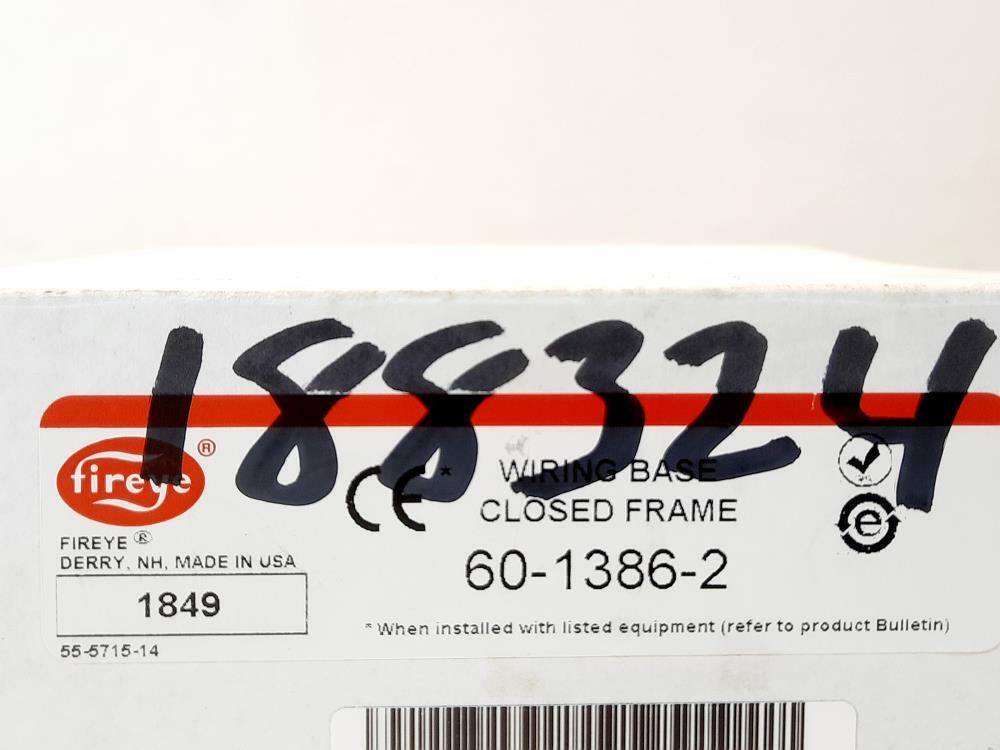 188324
fireye ®
CE *
WIRING BASE
CLOSED FRAME
e
FIREYE ®
DERRY, NH, MADE IN USA
60-1386-2
1849
* When installed with listed equipment (refer to product Bulletin)
55-5715-14